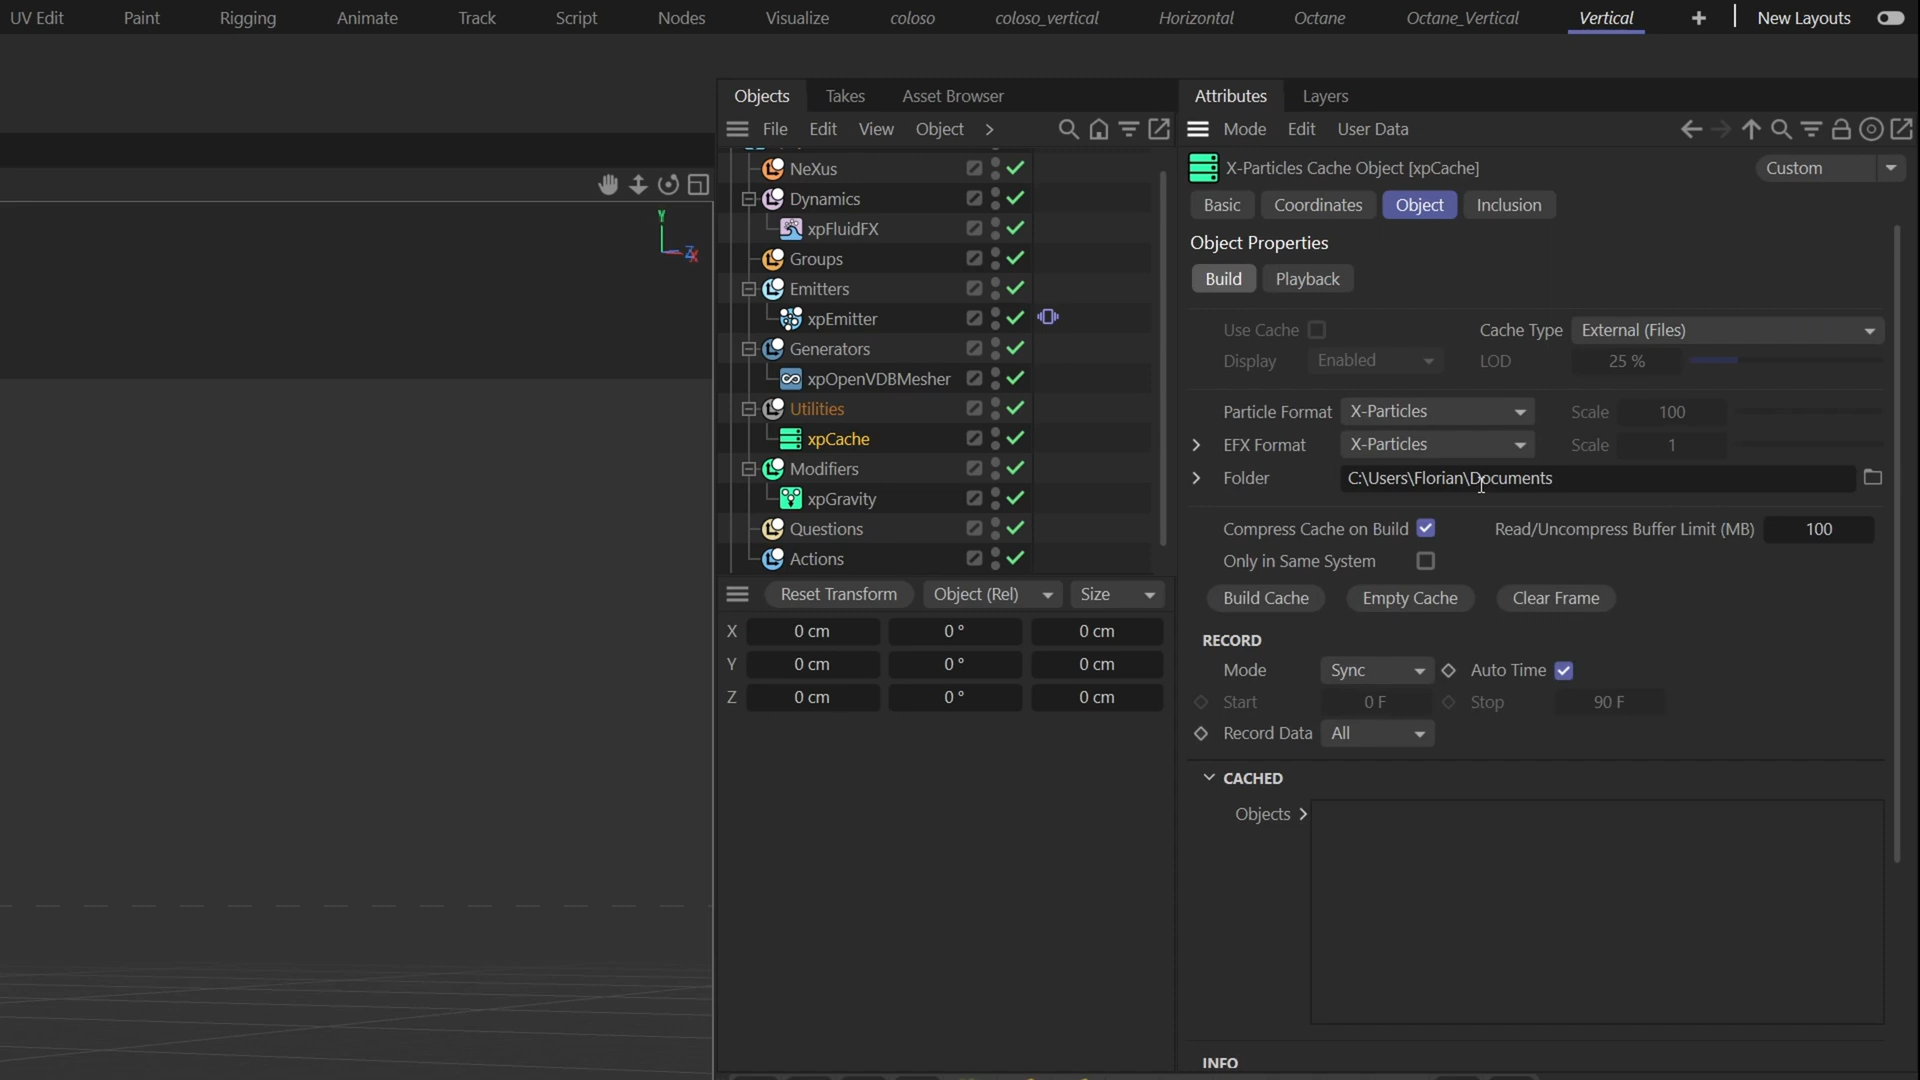 UV Edit Paint Rigging Animate Track Script Nodes Visualize coloso coloso_vertical Horizontal Octane Octane_Vertical Vertical + New Layouts
Objects Takes Asset Browser
File Edit View Object >
NeXus
Dynamics
xpFluidFX
Groups
Emitters
xpEmitter
Generators
xpOpenVDBMesher
Utilities
xpCache
Modifiers
xpGravity
Questions
Actions
Y
Z
X
Reset Transform Object (Rel) Size
X 0 cm 0 ° 0 cm
Y 0 cm 0 ° 0 cm
Z 0 cm 0 ° 0 cm
Attributes Layers
Mode Edit User Data
X-Particles Cache Object [xpCache] Custom
Basic Coordinates Object Inclusion
Object Properties
Build Playback
Use Cache Cache Type External (Files)
Display Enabled LOD 25 %
Particle Format X-Particles Scale 100
EFX Format X-Particles Scale 1
Folder C:\Users\Florian\Documents
Compress Cache on Build Read/Uncompress Buffer Limit (MB) 100
Only in Same System
Build Cache Empty Cache Clear Frame
RECORD
Mode Sync Auto Time
Start 0 F Stop 90 F
Record Data All
CACHED
Objects
INFO